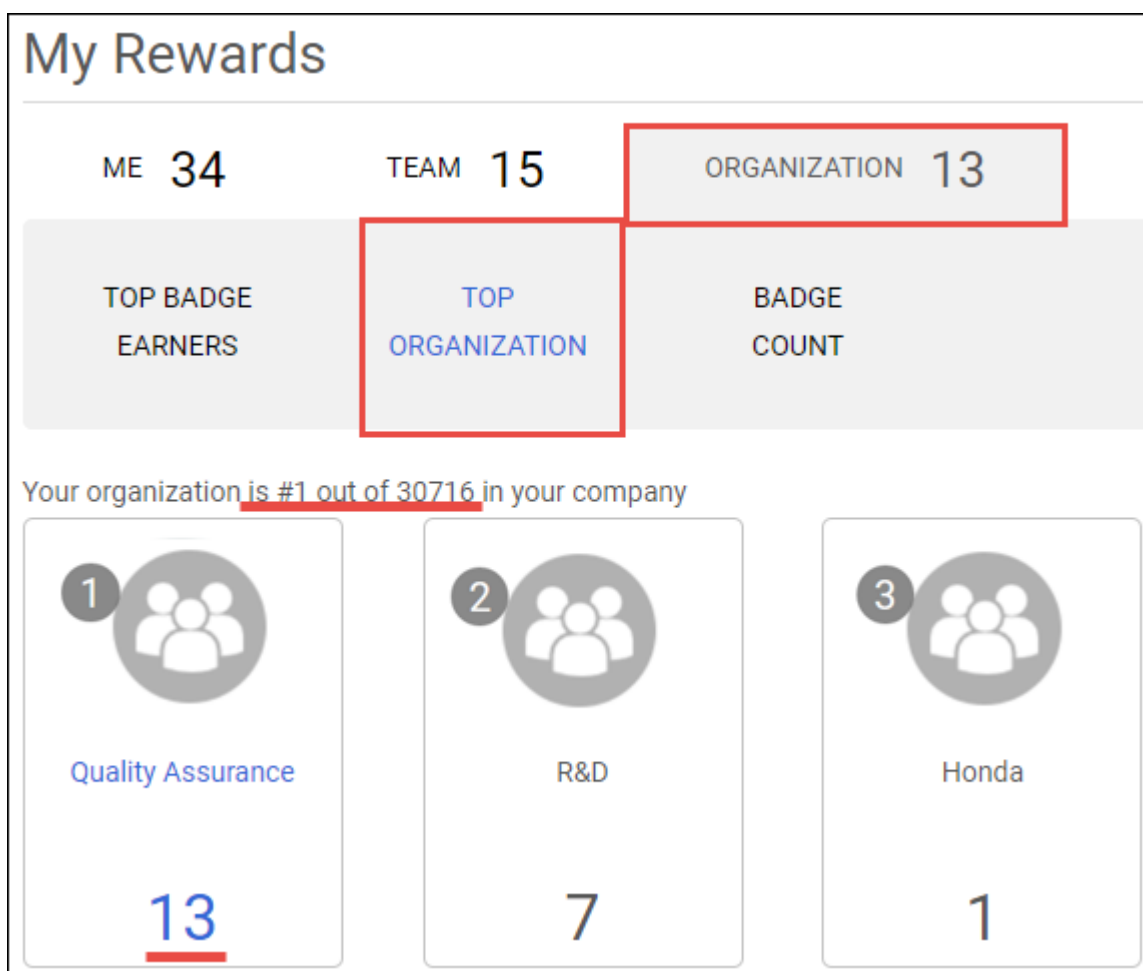 My Rewards
ME 34 TEAM 15 ORGANIZATION 13
TOP BADGE TOP BADGE
EARNERS ORGANIZATION COUNT
Your organization is #1 out of 30716 in your company
1 2 3
Quality Assurance R&D Honda
13 7 1